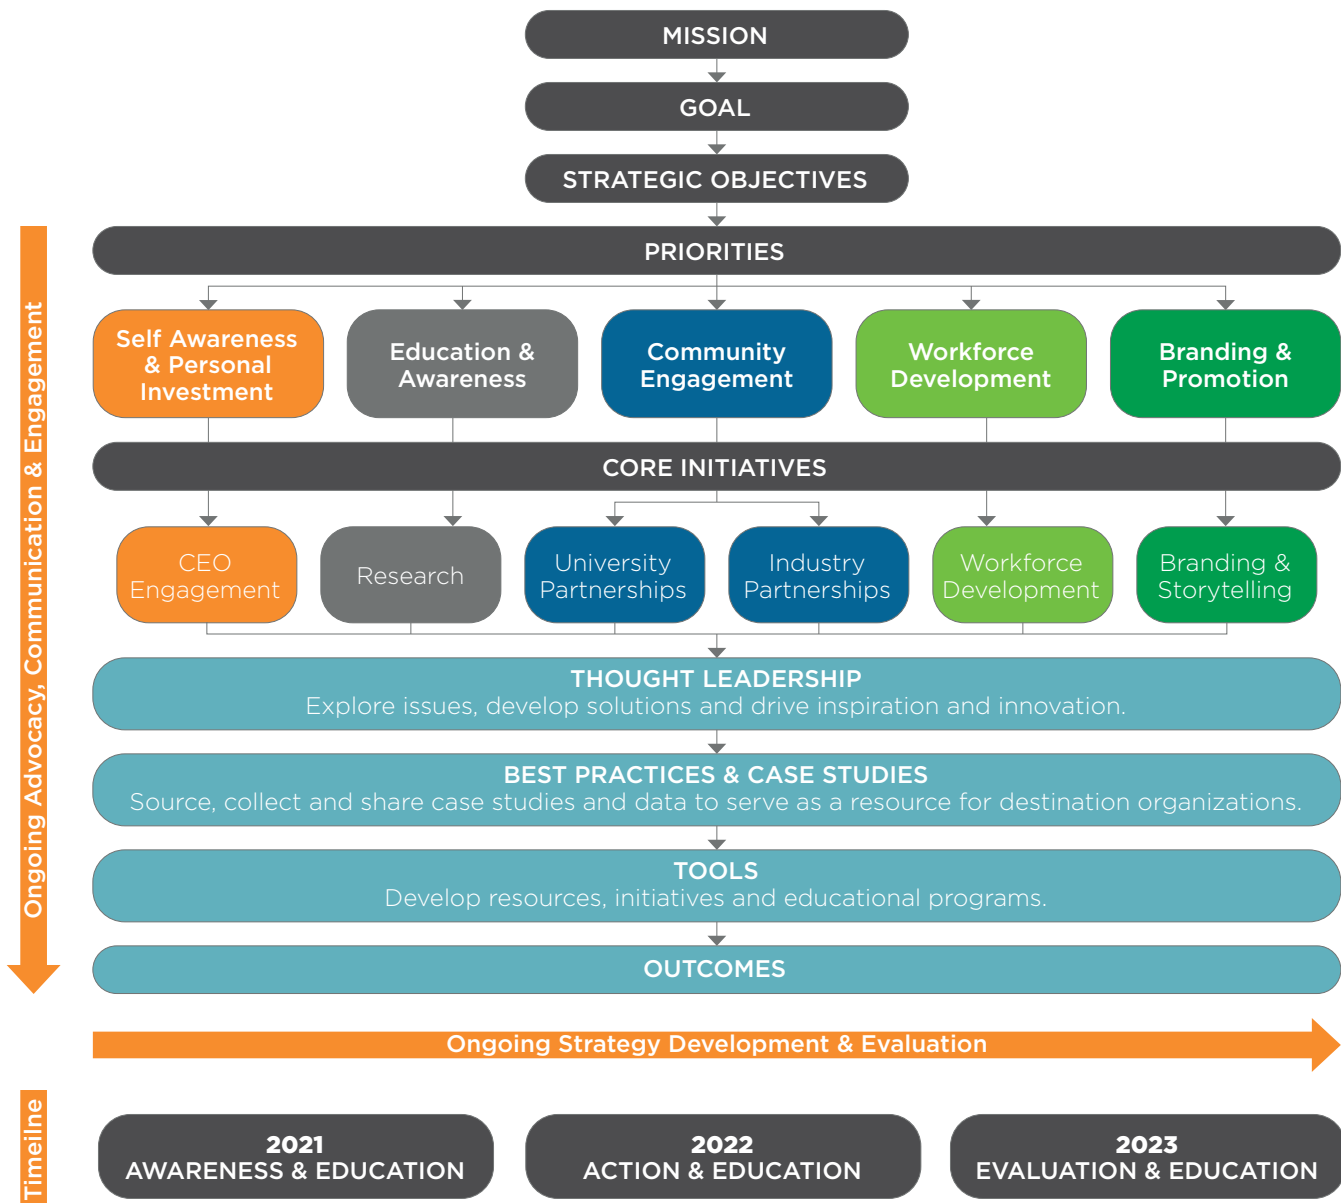 MISSION
GOAL
STRATEGIC OBJECTIVES
PRIORITIES
Self Awareness
& Personal
Investment
Education &
Awareness
Community
Engagement
Workforce
Development
Branding &
Promotion
CORE INITIATIVES
CEO
Engagement
Research
University
Partnerships
Industry
Partnerships
Workforce
Development
Branding &
Storytelling
THOUGHT LEADERSHIP
Explore issues, develop solutions and drive inspiration and innovation.
BEST PRACTICES & CASE STUDIES
Source, collect and share case studies and data to serve as a resource for destination organizations.
TOOLS
Develop resources, initiatives and educational programs.
OUTCOMES
Ongoing Advocacy, Communication & Engagement
Ongoing Strategy Development & Evaluation
Timeilne
2021
AWARENESS & EDUCATION
2022
ACTION & EDUCATION
2023
EVALUATION & EDUCATION